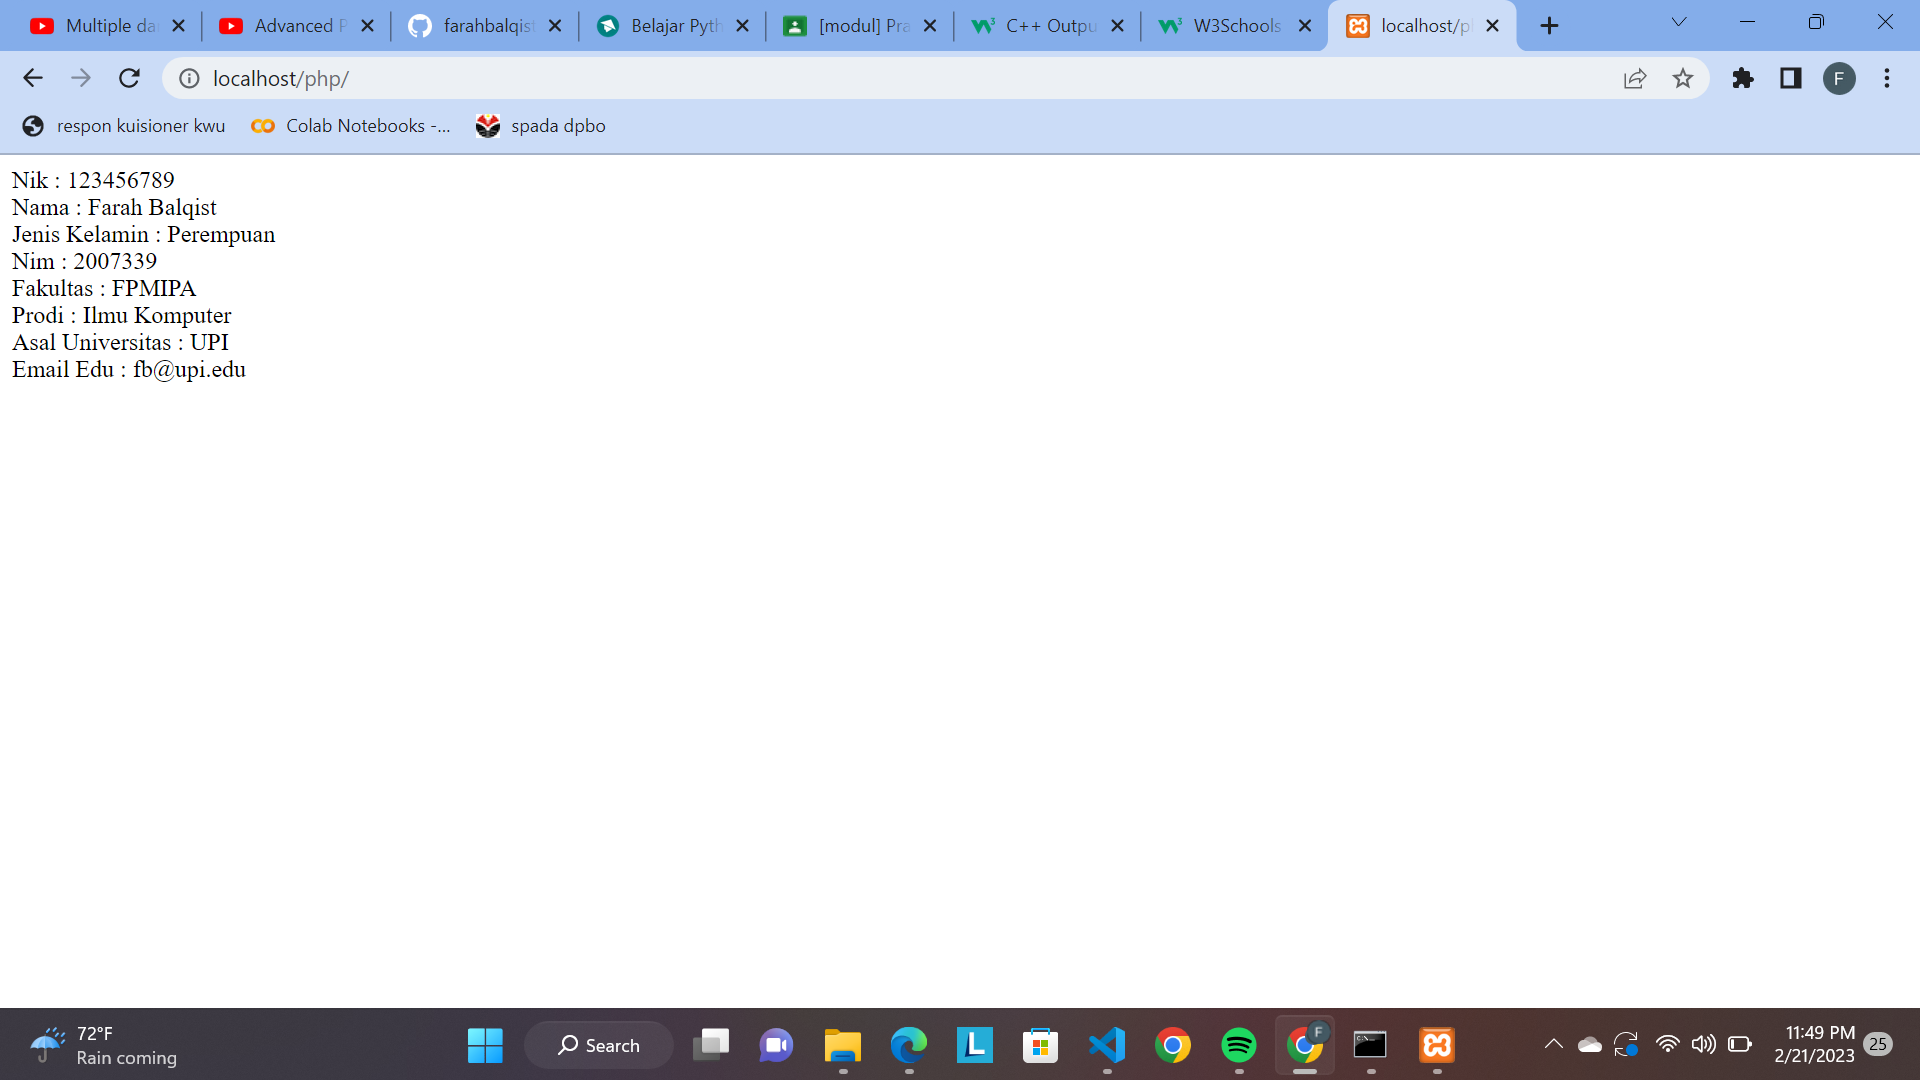 Multiple da
Advanced P
farahbalqist
Belajar Pyth
[modul] Pra
C++ Outpu
W3Schools
localhost/p
localhost/php/
F
respon kuisioner kwu
Colab Notebooks -...
spada dpbo
Nik : 123456789
Nama : Farah Balqist
Jenis Kelamin : Perempuan
Nim : 2007339
Fakultas : FPMIPA
Prodi : Ilmu Komputer
Asal Universitas : UPI
Email Edu : fb@upi.edu
72°F
Rain coming
Search
L
F
11:49 PM
2/21/2023
25